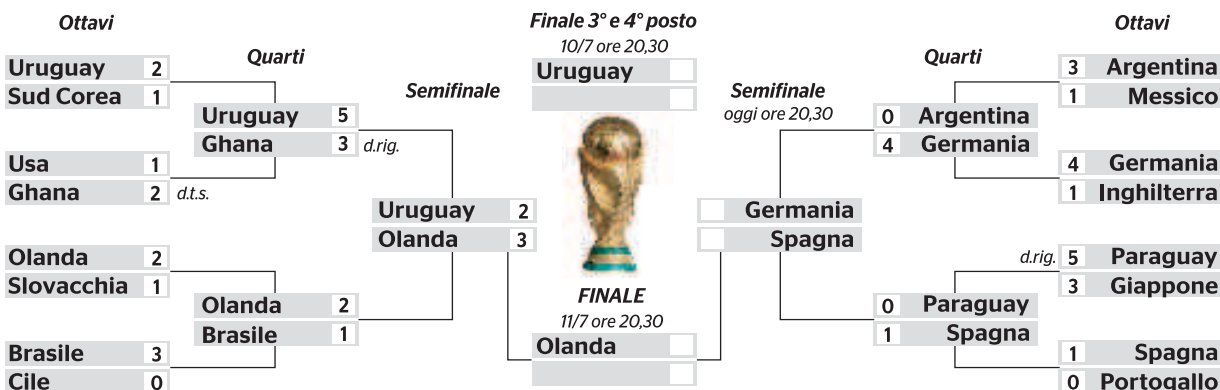 Ottavi
Uruguay 2
Sud Corea 1
Usa 1
Ghana 2 d.t.s.
Olanda 2
Slovacchia 1
Brasile 3
Cile 0
Quarti
Uruguay 5
Ghana 3 d.rig.
Olanda 2
Brasile 1
Semifinale
Uruguay 2
Olanda 3
Finale 3° e 4° posto
10/7 ore 20,30
Uruguay
FINALE
11/7 ore 20,30
Olanda
Semifinale
oggi ore 20,30
Germania
Spagna
Quarti
0 Argentina
4 Germania
0 Paraguay
1 Spagna
Ottavi
3 Argentina
1 Messico
4 Germania
1 Inghilterra
d.rig. 5 Paraguay
3 Giappone
1 Spagna
0 Portogallo